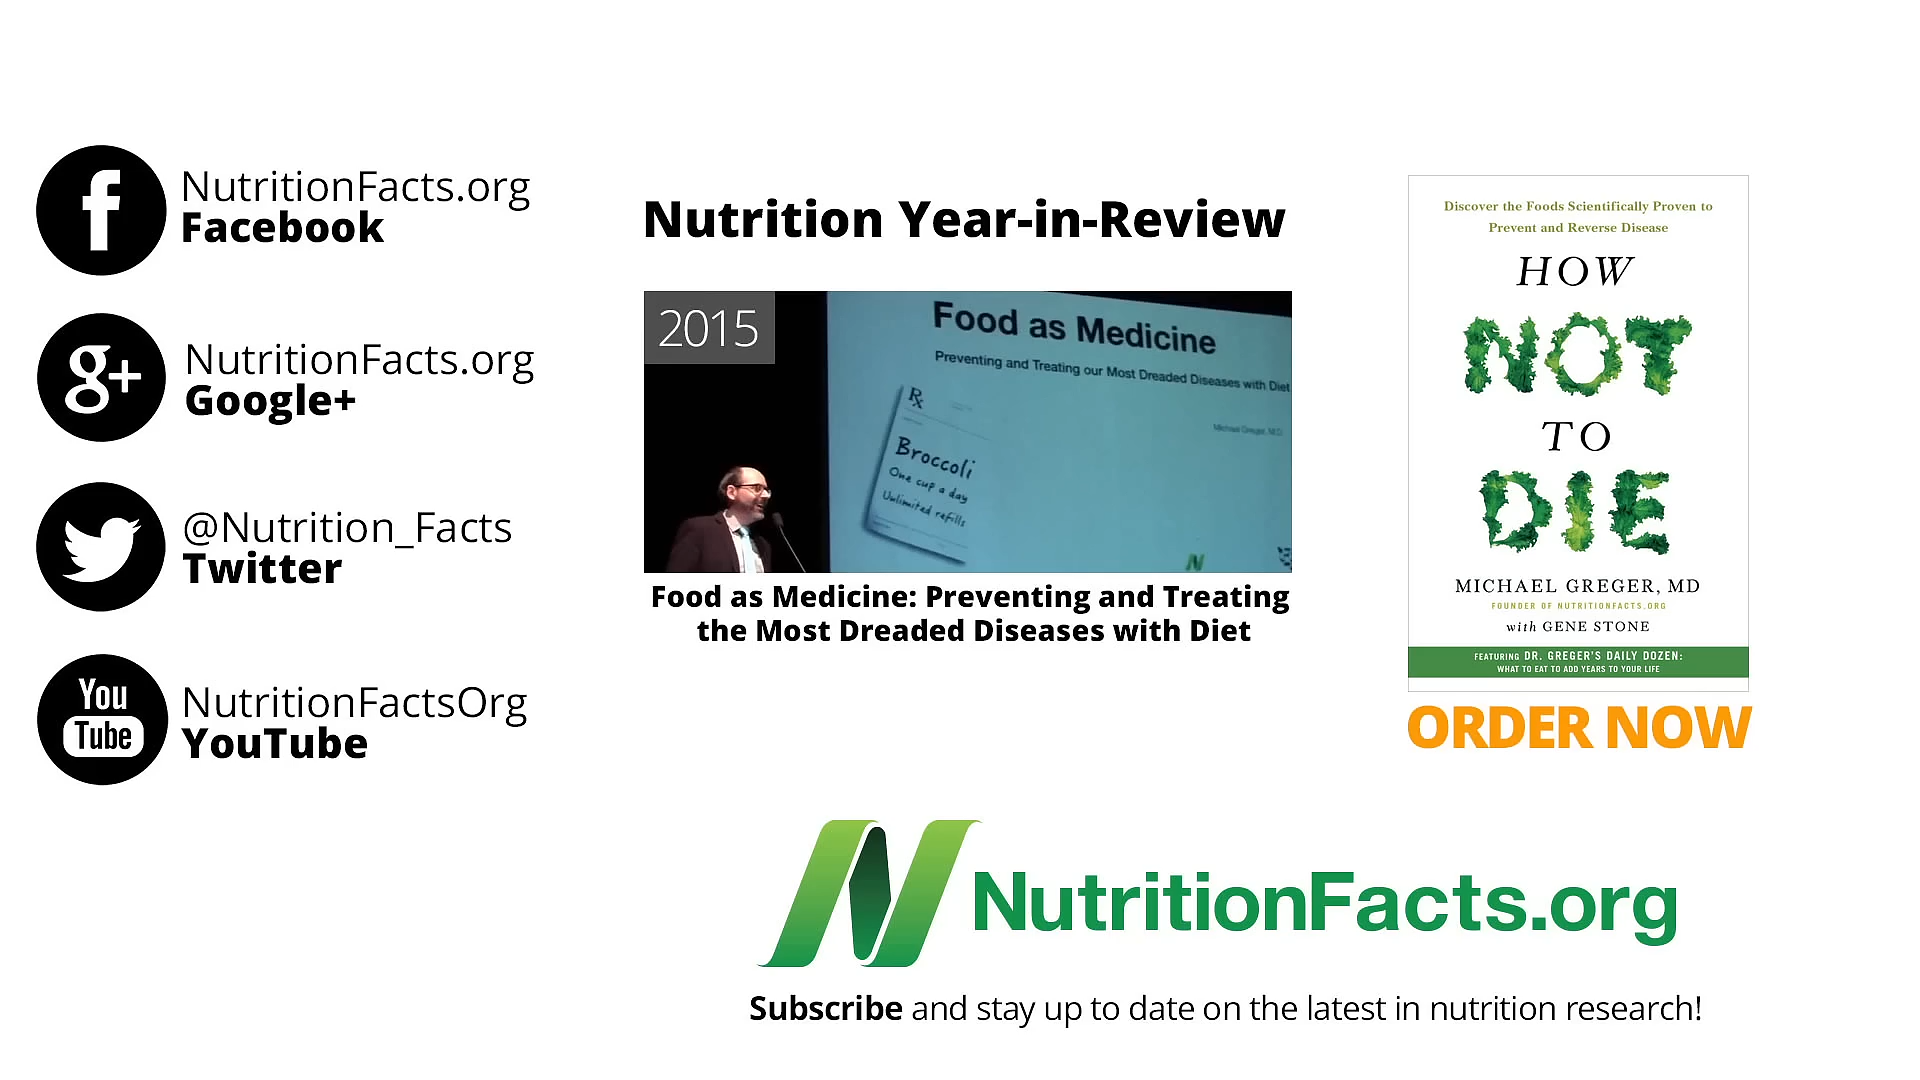 NutritionFacts.org
Facebook
NutritionFacts.org
Google+
@Nutrition_Facts
Twitter
You
Tube
NutritionFactsOrg
YouTube
Nutrition Year-in-Review
2015
Food as Medicine
Preventing and Treating our Most Dreaded Diseases with Diet
Rx
Michael Greger, M.D.
Broccoli
One cup a day
Unlimited refills
Food as Medicine: Preventing and Treating
the Most Dreaded Diseases with Diet
Discover the Foods Scientifically Proven to
Prevent and Reverse Disease
HOW
NOT
TO
DIE
MICHAEL GREGER, MD
FOUNDER OF NUTRITIONFACTS.ORG
with GENE STONE
FEATURING DR. GREGER'S DAILY DOZEN:
WHAT TO EAT TO ADD YEARS TO YOUR LIFE
ORDER NOW
NutritionFacts.org
Subscribe and stay up to date on the latest in nutrition research!